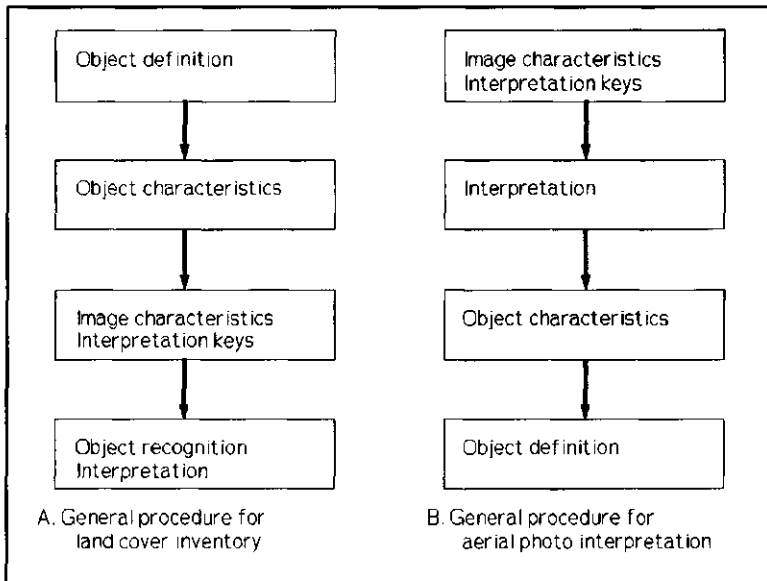 Object definition
Object characteristics
Image characteristics
Interpretation keys
Object recognition
Interpretation
A. General procedure for
land cover inventory
Image characteristics
Interpretation keys
Interpretation
Object characteristics
Object definition
B. General procedure for
aerial photo interpretation